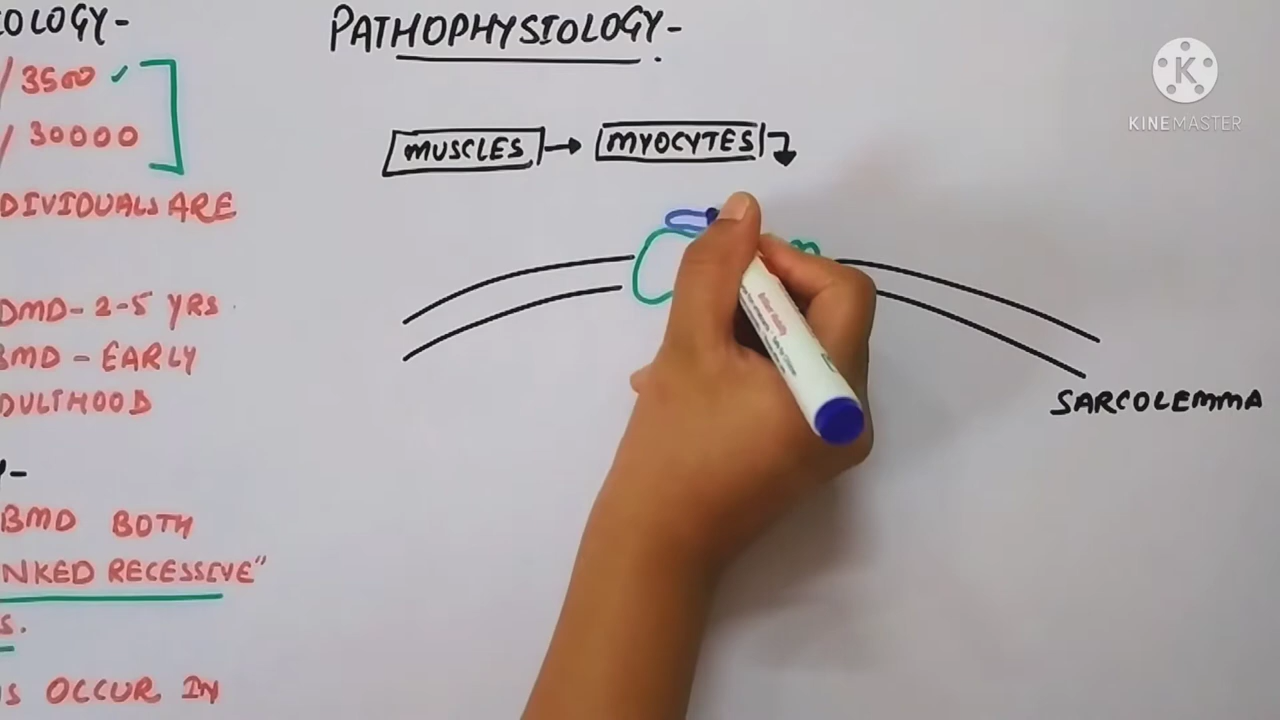 OLOGY-
/3500 ✓
/30000
DIVIDUALS ARE
DMD- 2-5 YRS.
BMD - EARLY
DULTHOOD
Y-
BMD BOTH
NKED RECESSIVE"
S.
S OCCUR IN
PATHOPHYSIOLOGY-
MUSCLES → MYOCYTES
SARCOLEMMA
K
KINEMASTER